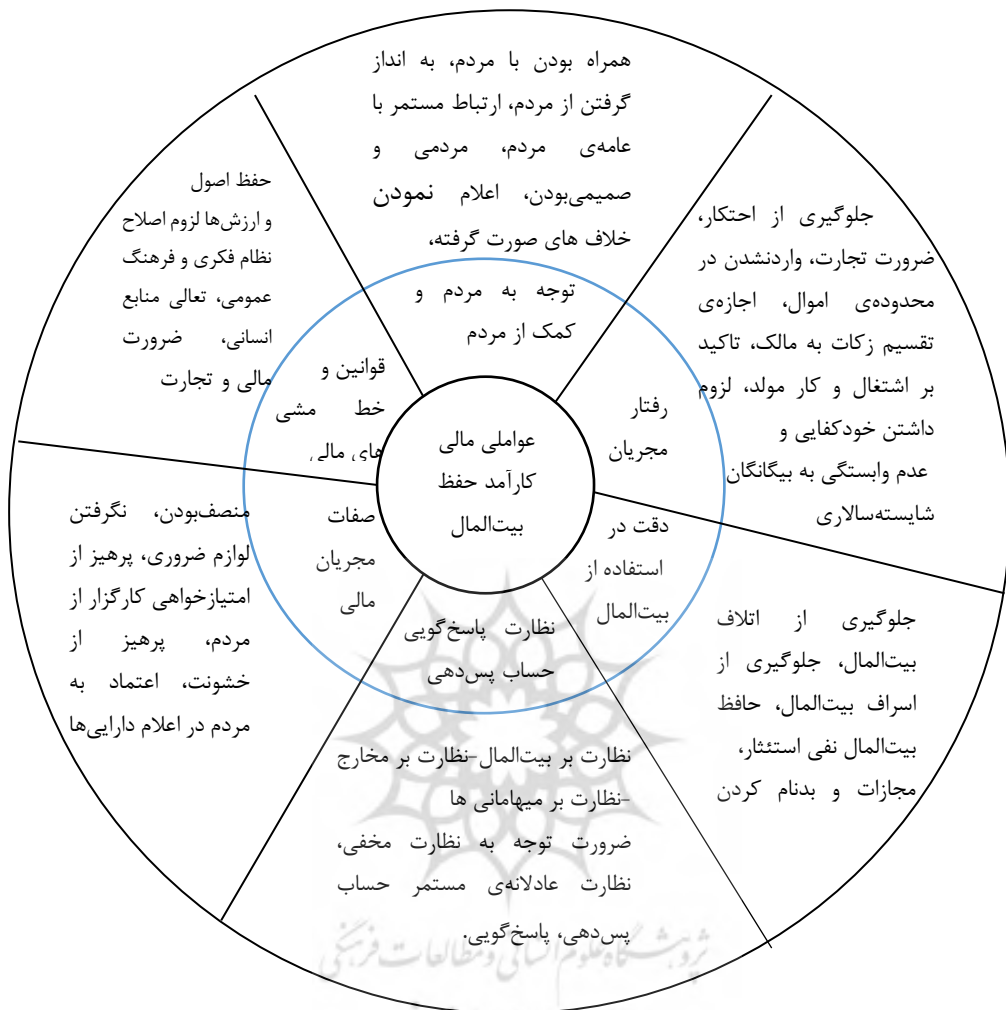 همراه بودن با مردم، به انداز
گرفتن از مردم، ارتباط مستمر با
عامه‌ی مردم، مردمی و
صمیمی‌بودن، اعلام نمودن
خلاف های صورت گرفته،
توجه به مردم و
کمک از مردم
جلوگیری از احتکار،
ضرورت تجارت، واردنشدن در
محدوده‌ی اموال، اجازه‌ی
تقسیم زکات به مالک، تاکید
بر اشتغال و کار مولد، لزوم
داشتن خودکفایی و
عدم وابستگی به بیگانگان
شایسته‌سالاری
رفتار
مجریان
حفظ اصول
و ارزش‌ها لزوم اصلاح
نظام فکری و فرهنگ
عمومی، تعالی منابع
انسانی، ضرورت
مالی و تجارت
قوانین و
خط مشی
های مالی
عواملی مالی
کارآمد حفظ
بیت‌المال
دقت در
استفاده از
بیت‌المال
جلوگیری از اتلاف
بیت‌المال، جلوگیری از
اسراف بیت‌المال، حافظ
بیت‌المال نفی استئثار،
مجازات و بدنام کردن
صفات
مجریان
مالی
منصف‌بودن، نگرفتن
لوازم ضروری، پرهیز از
امتیازخواهی کارگزار از
مردم، پرهیز از
خشونت، اعتماد به
مردم در اعلام دارایی‌ها
نظارت پاسخ‌گویی
حساب پس‌دهی
نظارت بر بیت‌المال-نظارت بر مخارج
-نظارت بر میهامانی ها
ضرورت توجه به نظارت مخفی،
نظارت عادلانه‌ی مستمر حساب
پس‌دهی، پاسخ‌گویی.
پژوهشگاه علوم انسانی و مطالعات فرهنگی